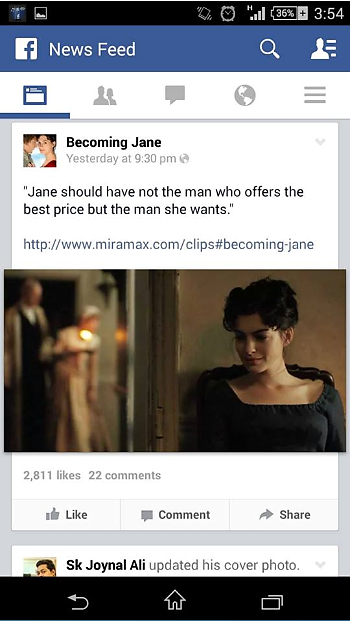 36%
3:54
f News Feed
Becoming Jane
Yesterday at 9:30 pm
"Jane should have not the man who offers the
best price but the man she wants."
http://www.miramax.com/clips#becoming-jane
2,811 likes 22 comments
Like Comment Share
Sk Joynal Ali updated his cover photo.